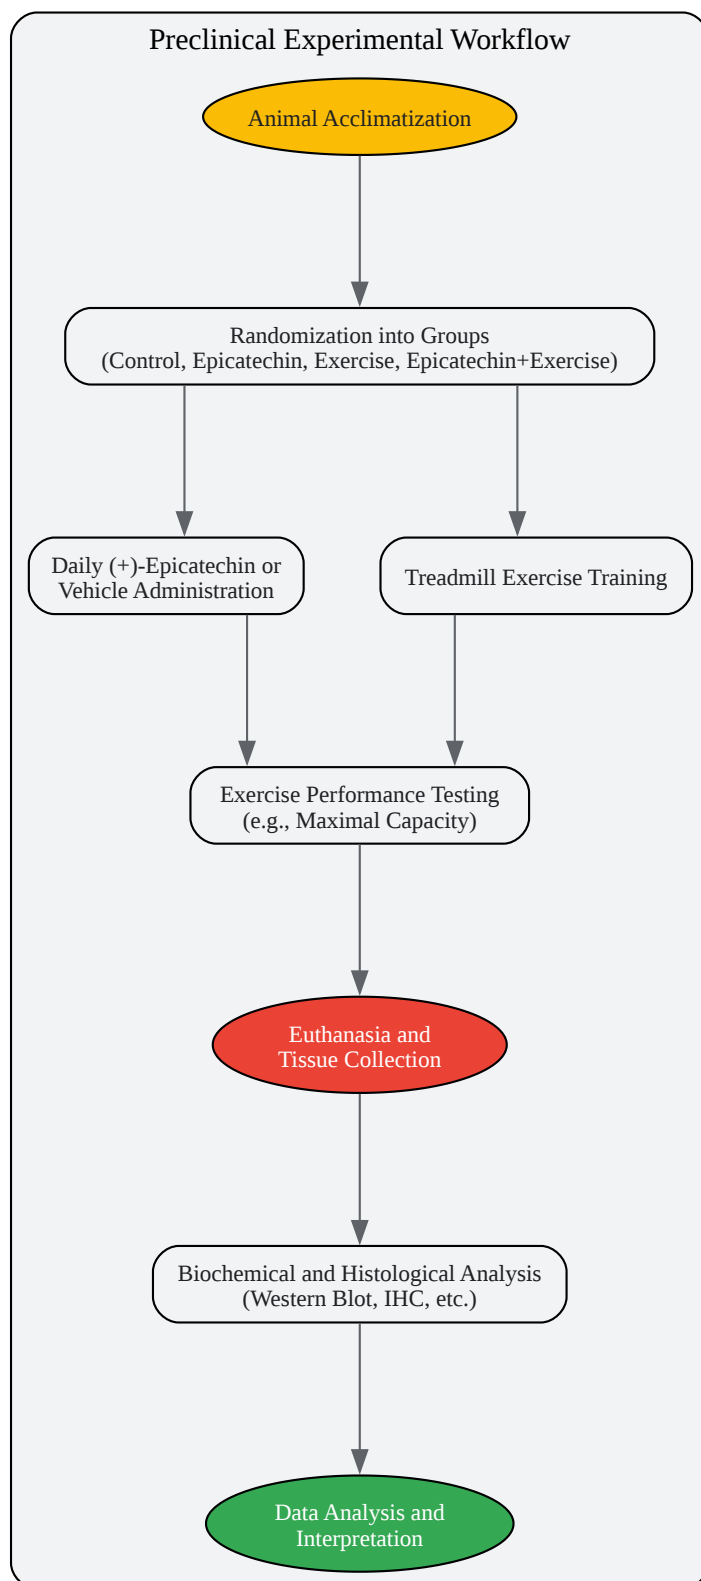 Preclinical Experimental Workflow
Animal Acclimatization
Randomization into Groups
(Control, Epicatechin, Exercise, Epicatechin+Exercise)
Daily (+)-Epicatechin or
Vehicle Administration
Treadmill Exercise Training
Exercise Performance Testing
(e.g., Maximal Capacity)
Euthanasia and
Tissue Collection
Biochemical and Histological Analysis
(Western Blot, IHC, etc.)
Data Analysis and
Interpretation